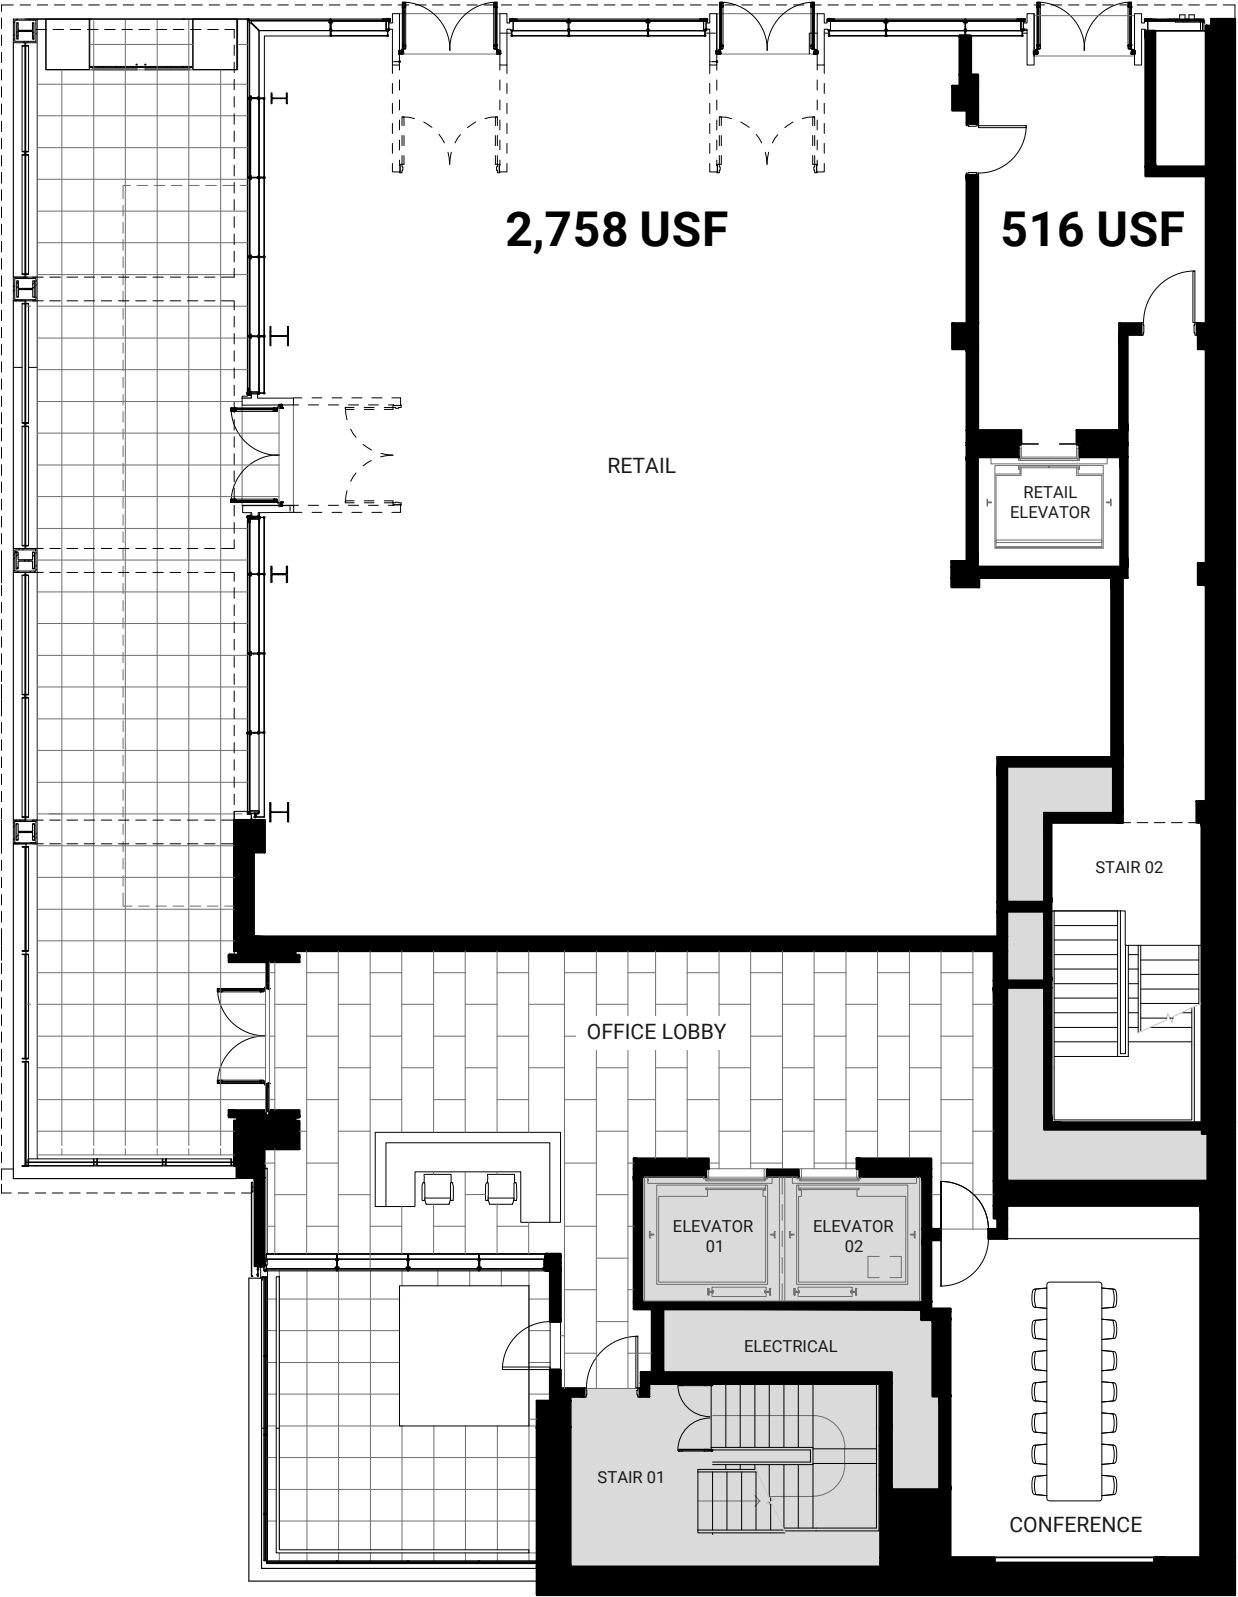 2,758 USF
516 USF
RETAIL
RETAIL
ELEVATOR
STAIR 02
OFFICE LOBBY
ELEVATOR
01
ELEVATOR
02
ELECTRICAL
STAIR 01
CONFERENCE